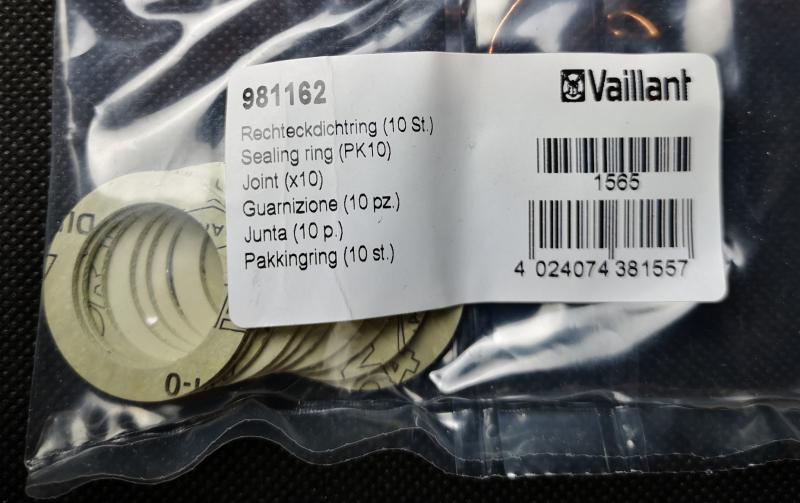 981162
Vaillant
Rechteckdichtring (10 St.)
Sealing ring (PK10)
Joint (x10)
Guarnizione (10 pz.)
Junta (10 p.)
Pakkingring (10 st.)
1565
4 024074 381557